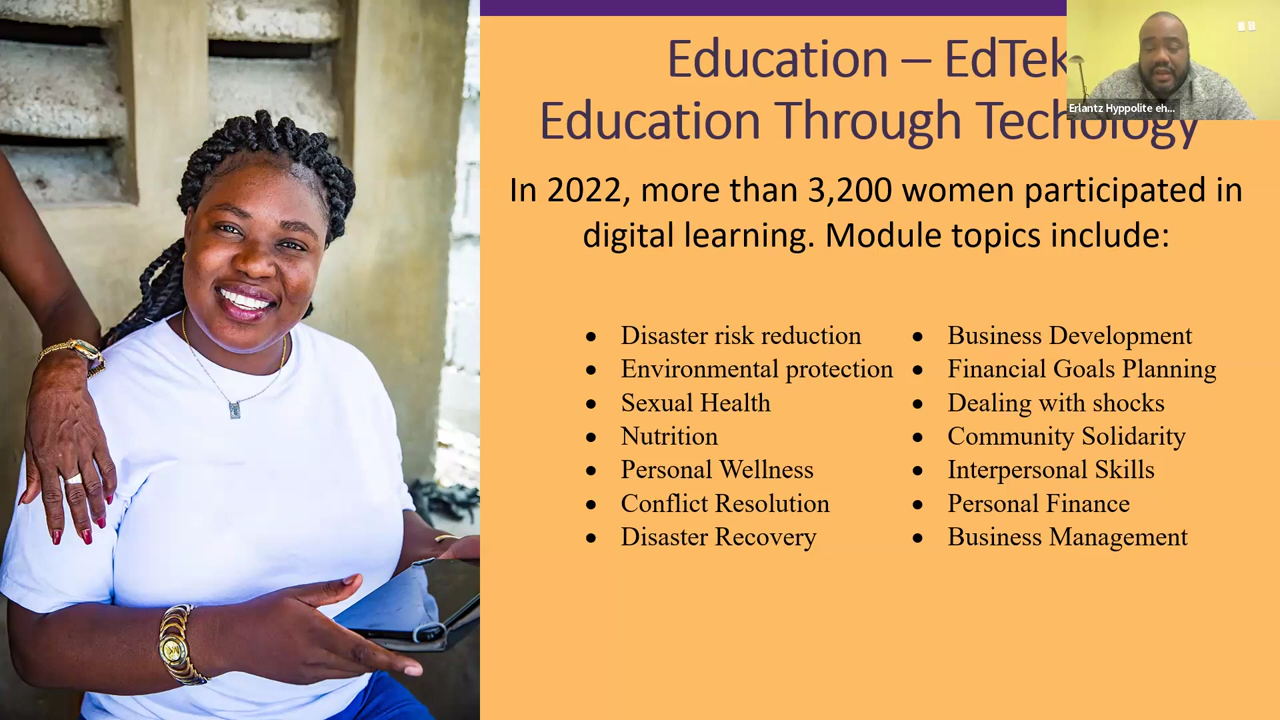 Education – EdTek
Education Through Techology
Erlantz Hyppolite eh...
In 2022, more than 3,200 women participated in
digital learning. Module topics include:
• Disaster risk reduction
• Environmental protection
• Sexual Health
• Nutrition
• Personal Wellness
• Conflict Resolution
• Disaster Recovery
• Business Development
• Financial Goals Planning
• Dealing with shocks
• Community Solidarity
• Interpersonal Skills
• Personal Finance
• Business Management